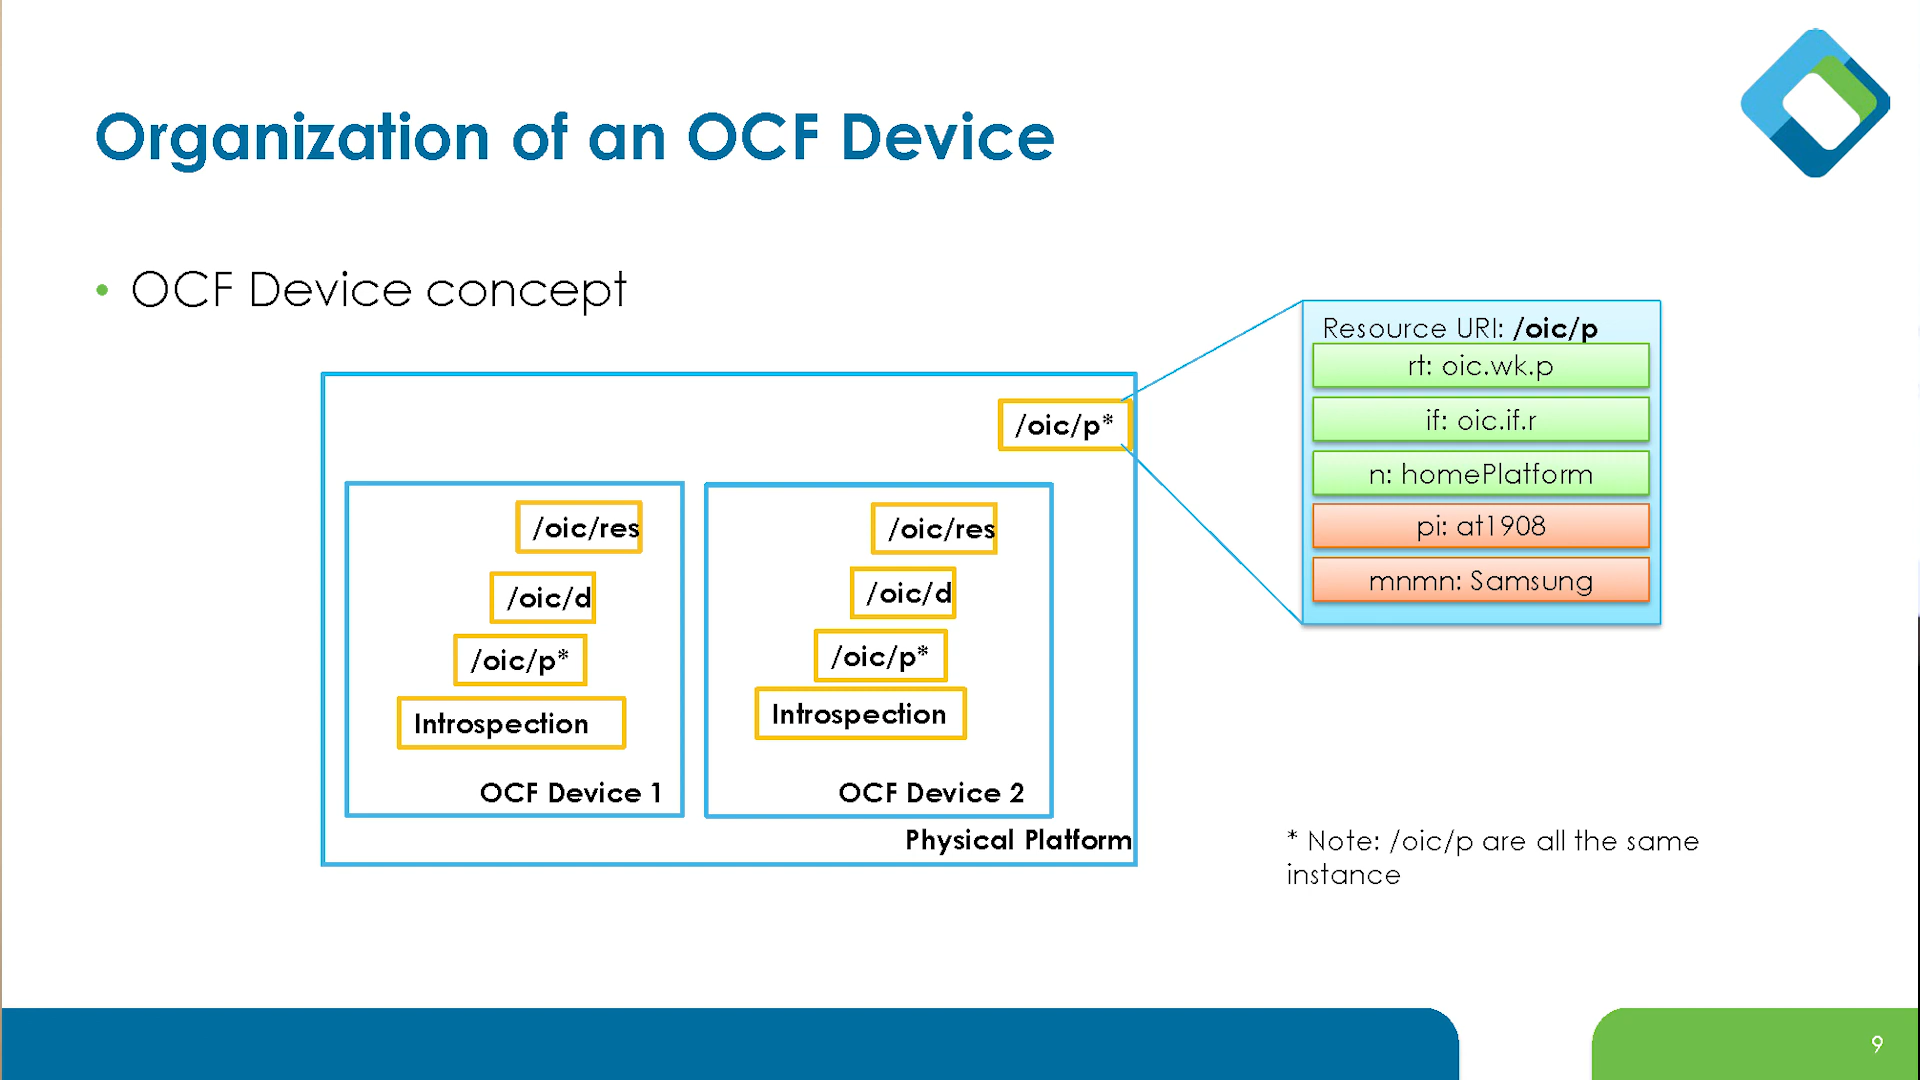 Organization of an OCF Device
• OCF Device concept
/oic/p*
/oic/res
/oic/d
/oic/p*
Introspection
OCF Device 1
/oic/res
/oic/d
/oic/p*
Introspection
OCF Device 2
Physical Platform
Resource URI: /oic/p
rt: oic.wk.p
if: oic.if.r
n: homePlatform
pi: at1908
mnmn: Samsung
* Note: /oic/p are all the same
instance
9